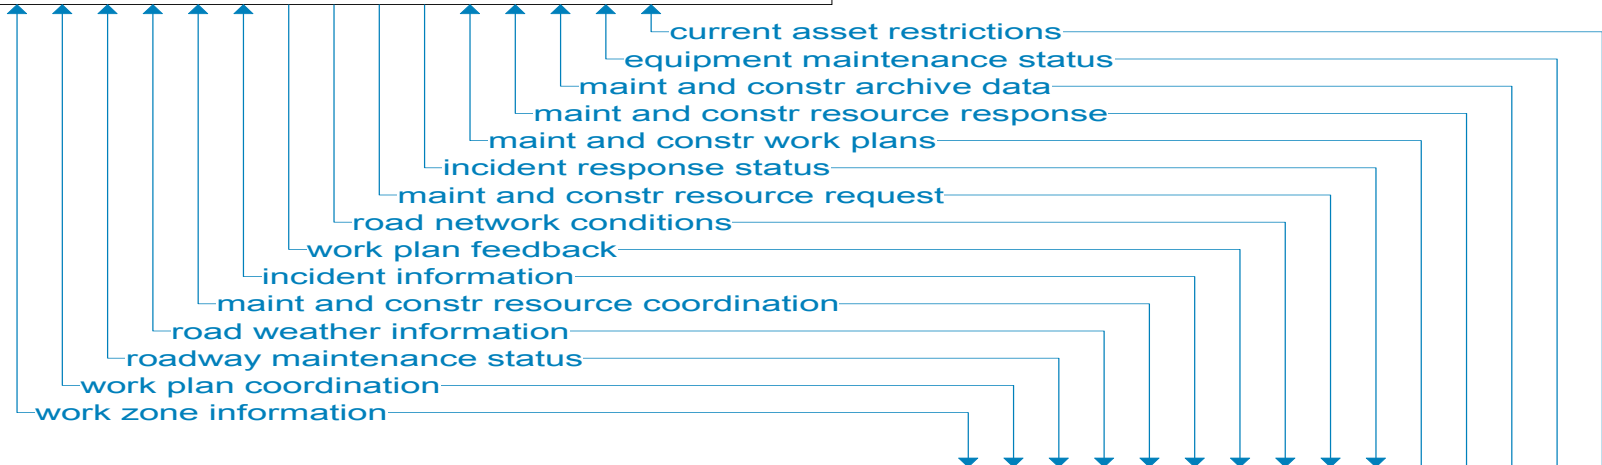 current asset restrictions
equipment maintenance status
maint and constr archive data
maint and constr resource response
maint and constr work plans
incident response status
maint and constr resource request
road network conditions
work plan feedback
incident information
maint and constr resource coordination
road weather information
roadway maintenance status
work plan coordination
work zone information